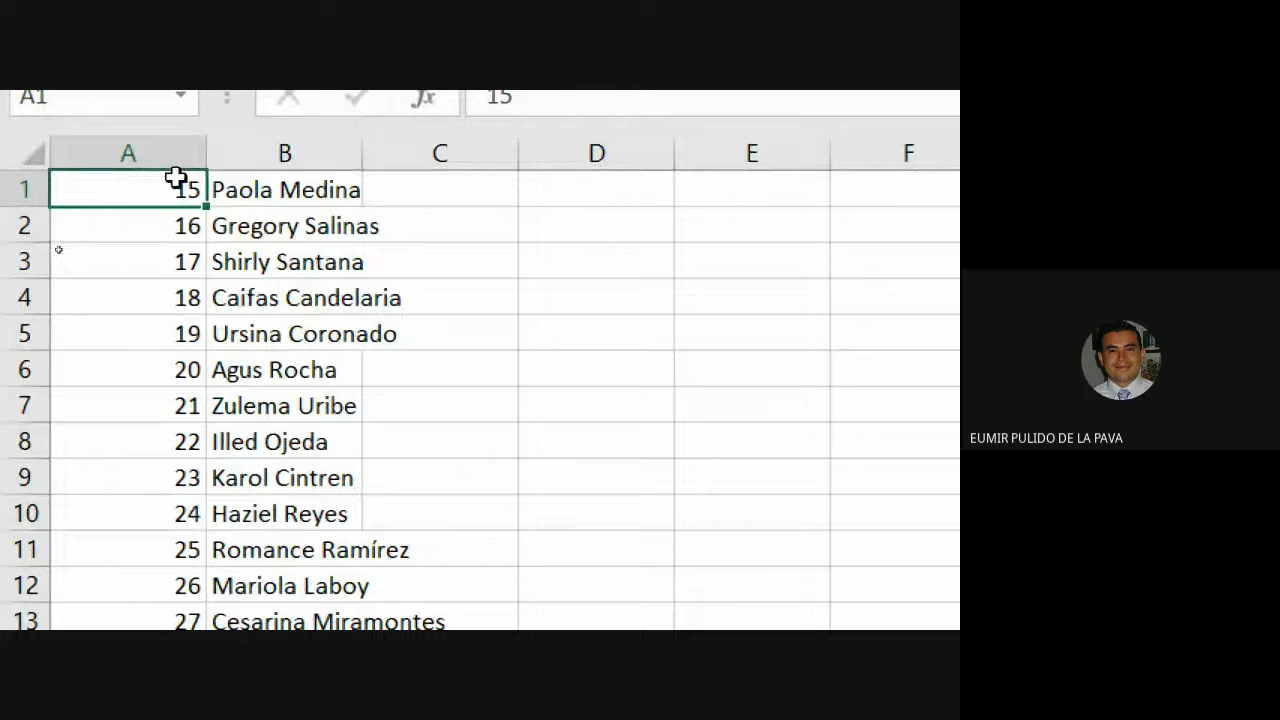 A1 fx 15
A B C D E F
1 15 Paola Medina
2 16 Gregory Salinas
3 17 Shirly Santana
4 18 Caifas Candelaria
5 19 Ursina Coronado
6 20 Agus Rocha
7 21 Zulema Uribe
8 22 Illed Ojeda
9 23 Karol Cintren
10 24 Haziel Reyes
11 25 Romance Ramírez
12 26 Mariola Laboy
13 27 Cesarina Miramontes
EUMIR PULIDO DE LA PAVA